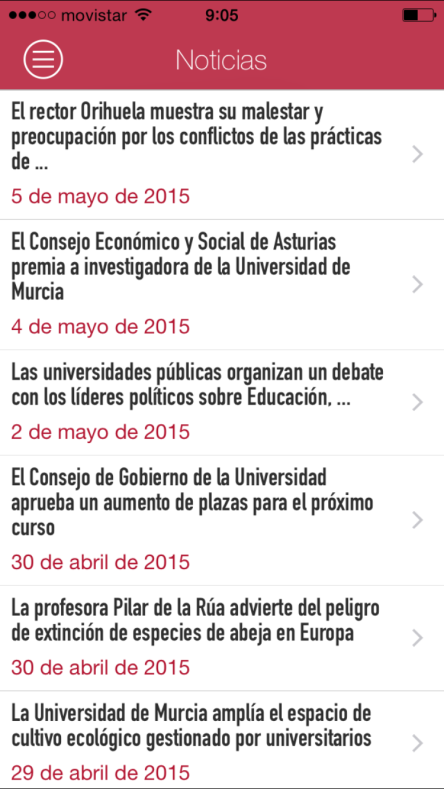 movistar 9:05
Noticias
El rector Orihuela muestra su malestar y
preocupación por los conflictos de las prácticas
de ...
5 de mayo de 2015
El Consejo Económico y Social de Asturias
premia a investigadora de la Universidad de
Murcia
4 de mayo de 2015
Las universidades públicas organizan un debate
con los líderes políticos sobre Educación, ...
2 de mayo de 2015
El Consejo de Gobierno de la Universidad
aprueba un aumento de plazas para el próximo
curso
30 de abril de 2015
La profesora Pilar de la Rúa advierte del peligro
de extinción de especies de abeja en Europa
30 de abril de 2015
La Universidad de Murcia amplía el espacio de
cultivo ecológico gestionado por universitarios
29 de abril de 2015